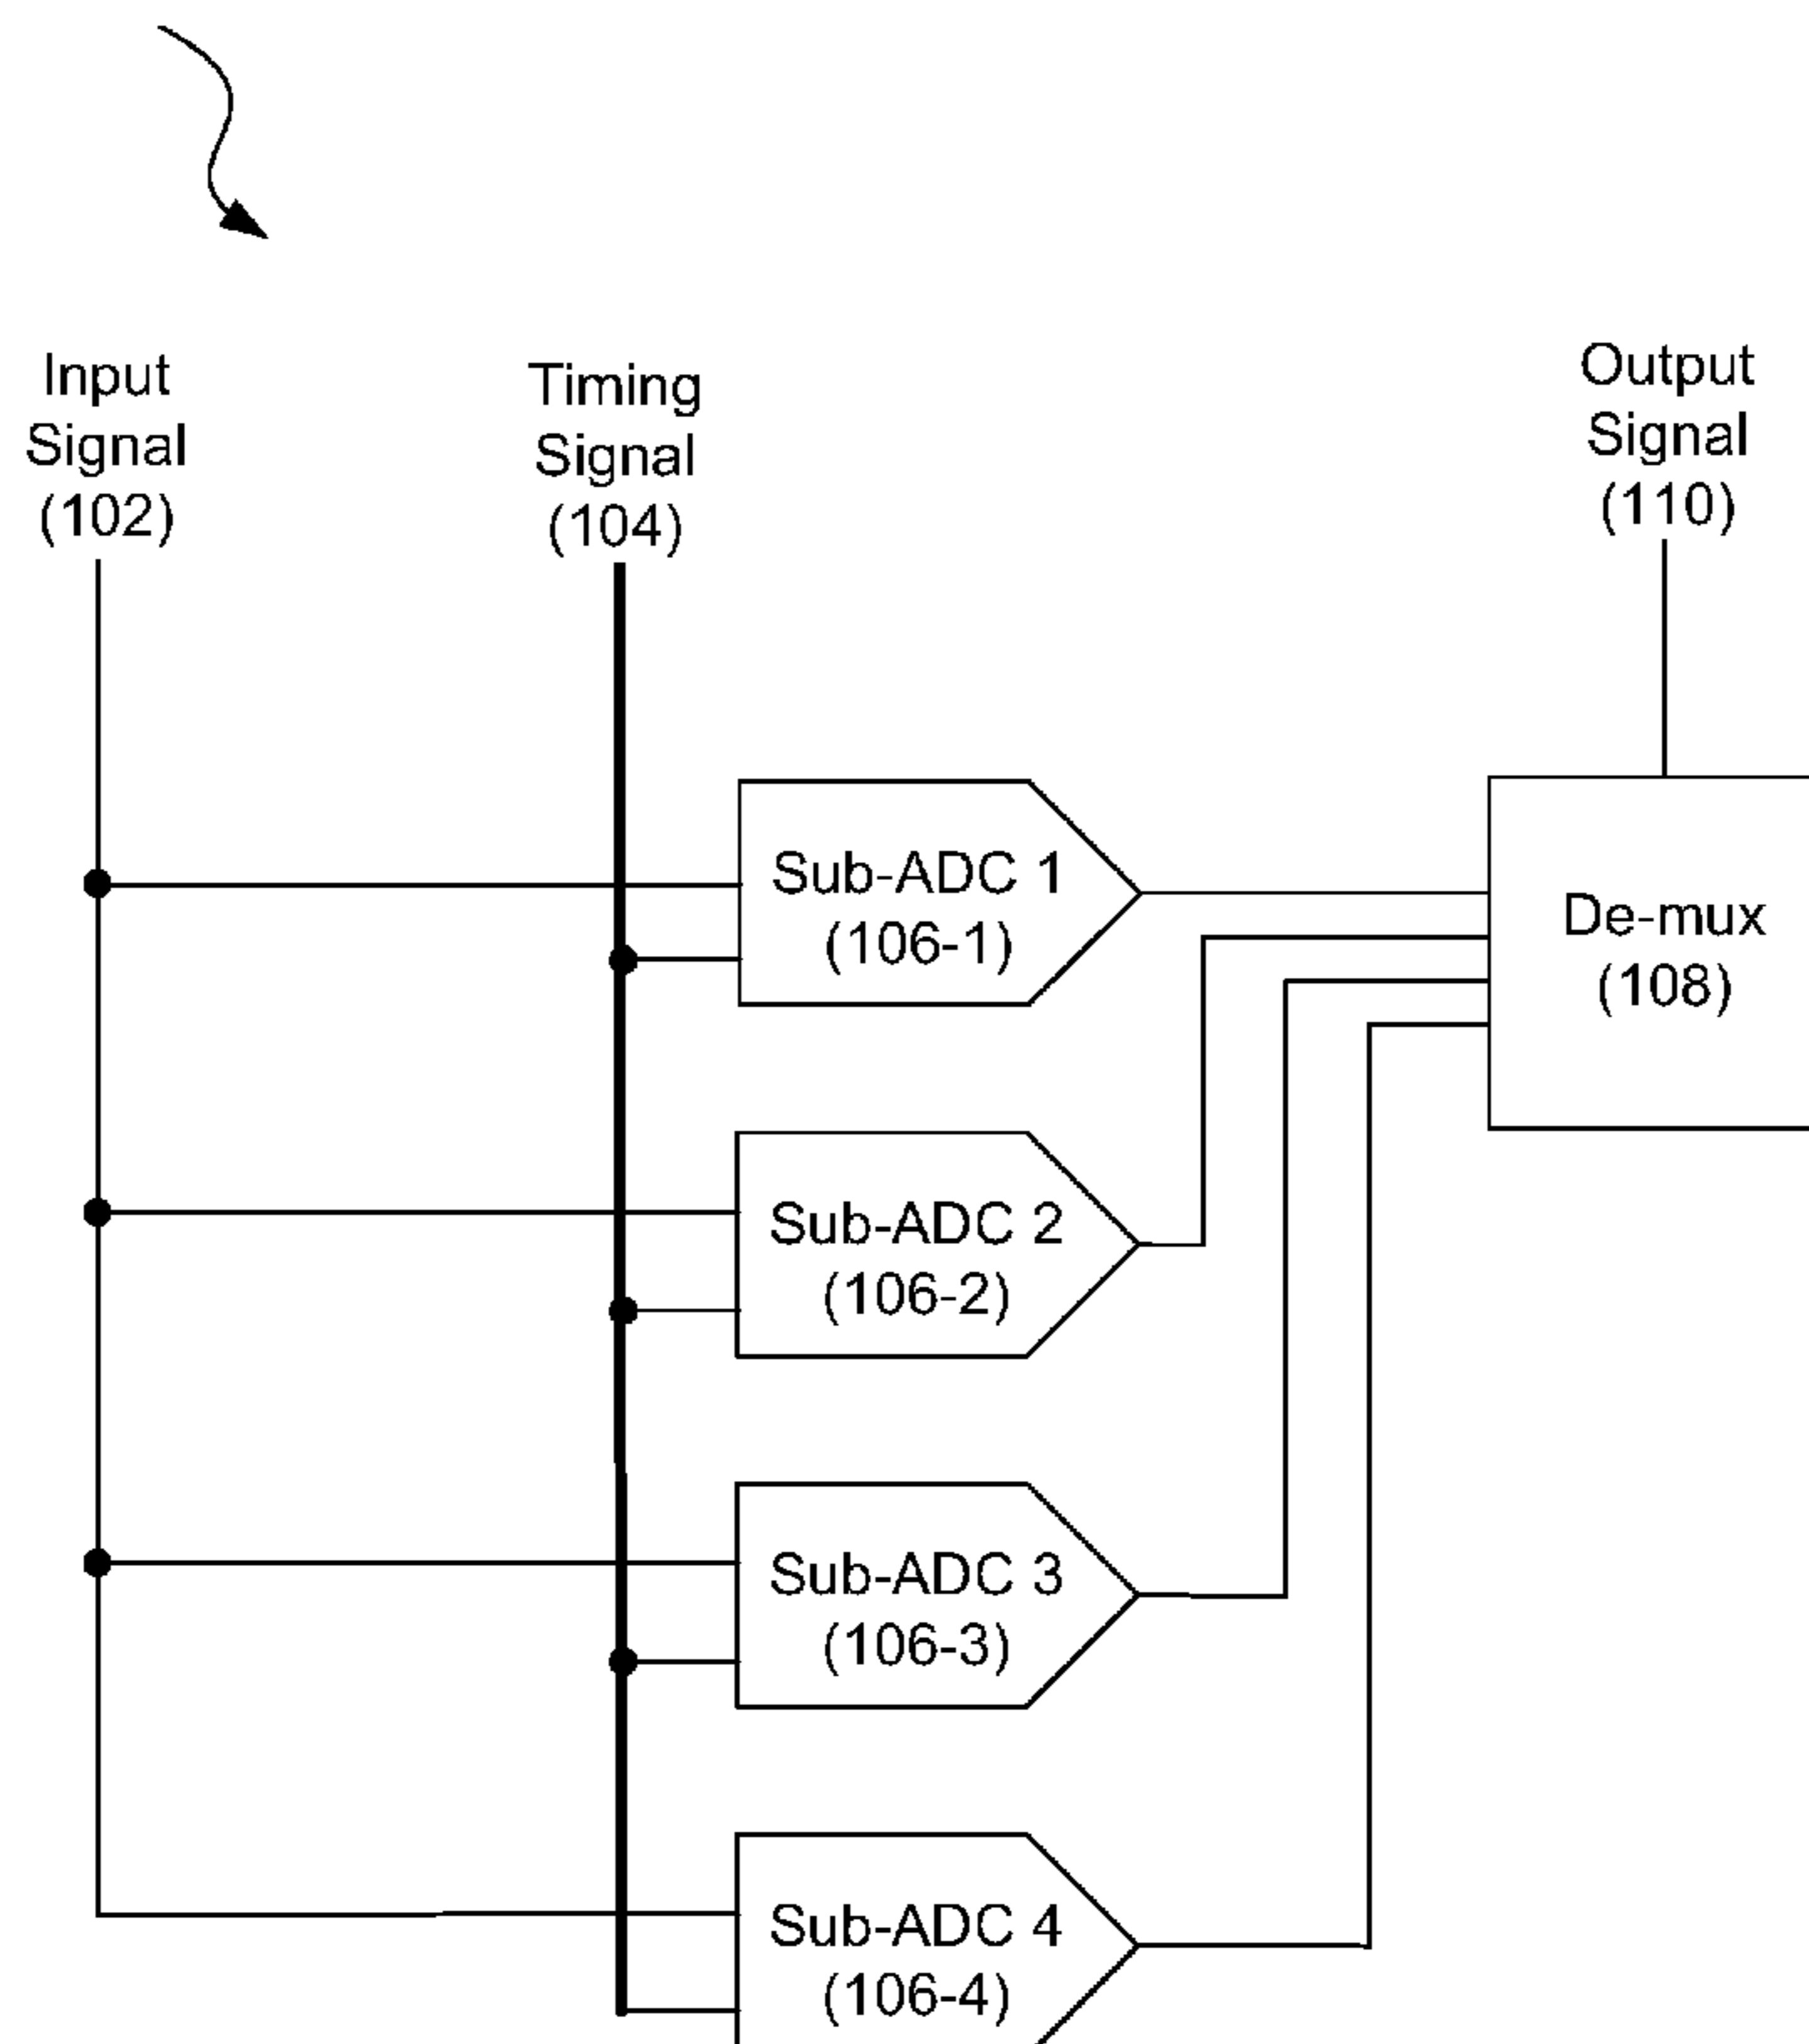 Input
Signal
(102)
Timing
Signal
(104)
Output
Signal
(110)
Sub-ADC 1
(106-1)
De-mux
(108)
Sub-ADC 2
(106-2)
Sub-ADC 3
(106-3)
Sub-ADC 4
(106-4)